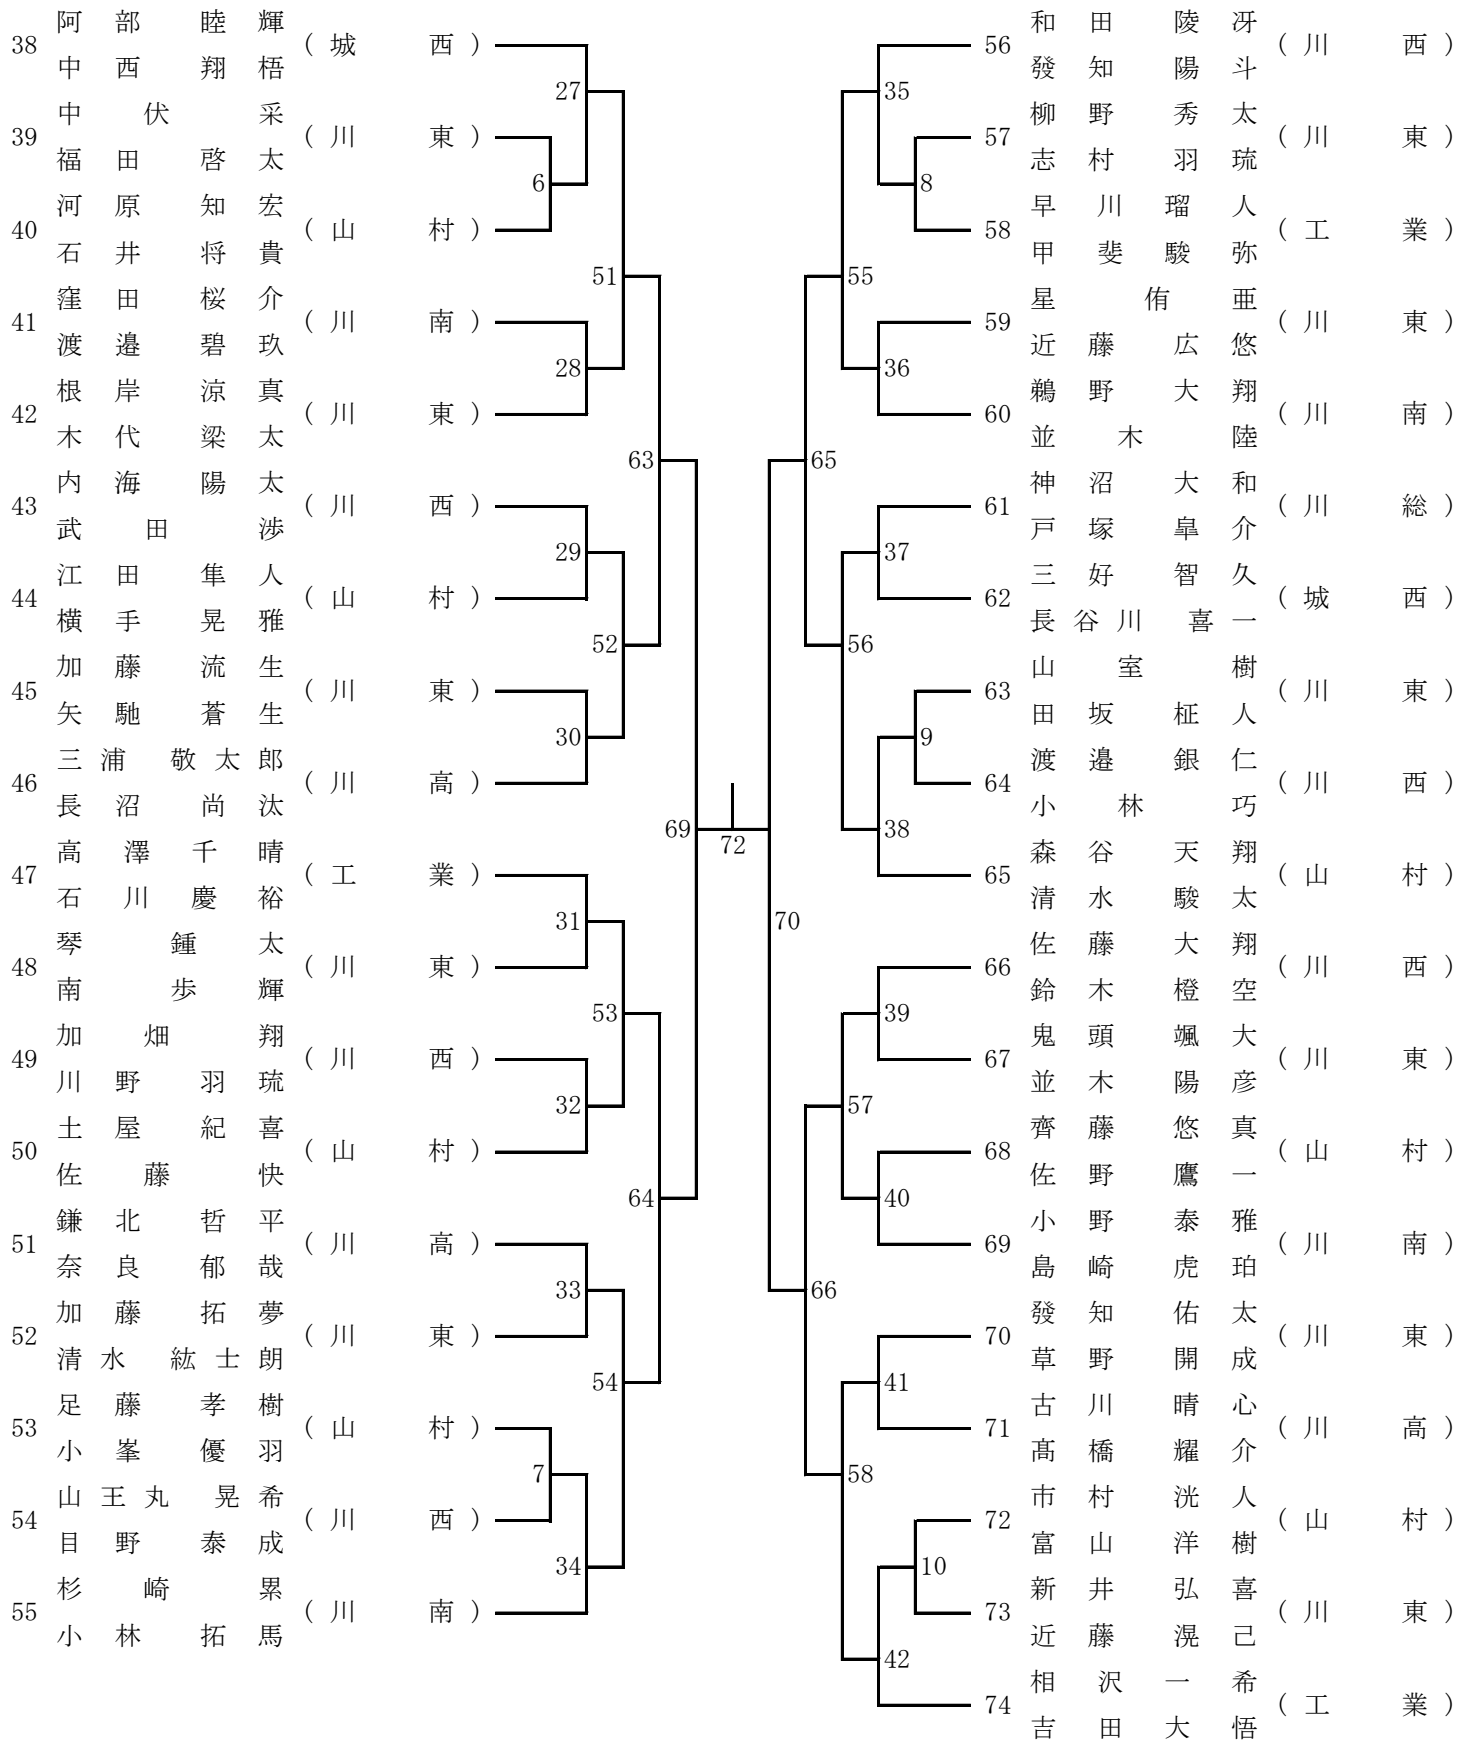 阿部 睦輝
38 (城西)
中西 翔梧
27
中伏 采
39 (川東)
福田 啓太
6
河原 知宏
40 (山村)
石井 将貴
51
窪田 桜介
41 (川南)
渡邉 碧玖
28
根岸 涼真
42 (川東)
木代 梁太
63
内海 陽太
43 (川西)
武田 渉
29
江田 隼人
44 (山村)
横手 晃雅
52
加藤 流生
45 (川東)
矢馳 蒼生
30
三浦 敬太郎
46 (川高)
長沼 尚汰
69
72
高澤千晴
47 (工業)
石川慶裕
31
琴 鍾太
48 (川東)
南 歩輝
53
加畑 翔
49 (川西)
川野 羽琉
32
土屋 紀喜
50 (山村)
佐藤 快
64
鎌北 哲平
51 (川高)
奈良 郁哉
33
加藤 拓夢
52 (川東)
清水 紘士朗
54
足藤 孝樹
53 (山村)
小峯 優羽
7
山王丸 晃希
54 (川西)
目野 泰成
34
杉崎 累
55 (川南)
小林 拓馬
和田 陵冴
56 (川西)
發知 陽斗
35
柳野 秀太
57 (川東)
志村 羽琉
8
早川瑠人
58 (工業)
甲斐駿弥
55
星 侑亜
59 (川東)
近藤 広悠
36
鵜野 大翔
60 (川南)
並木 陸
65
神沼 大和
61 (川総)
戸塚 皐介
37
三好 智久
62 (城西)
長谷川 喜一
56
山室 樹
63 (川東)
田坂 柾人
9
渡邉 銀仁
64 (川西)
小林 巧
38
森谷 天翔
65 (山村)
清水 駿太
70
佐藤 大翔
66 (川西)
鈴木 橙空
39
鬼頭 颯大
67 (川東)
並木 陽彦
57
齊藤 悠真
68 (山村)
佐野 鷹一
40
小野 泰雅
69 (川南)
島崎 虎珀
66
發知 佑太
70 (川東)
草野 開成
41
古川 晴心
71 (川高)
髙橋 耀介
58
市村 洸人
72 (山村)
富山 洋樹
10
新井 弘喜
73 (川東)
近藤 滉己
42
相沢一希
74 (工業)
吉田大悟